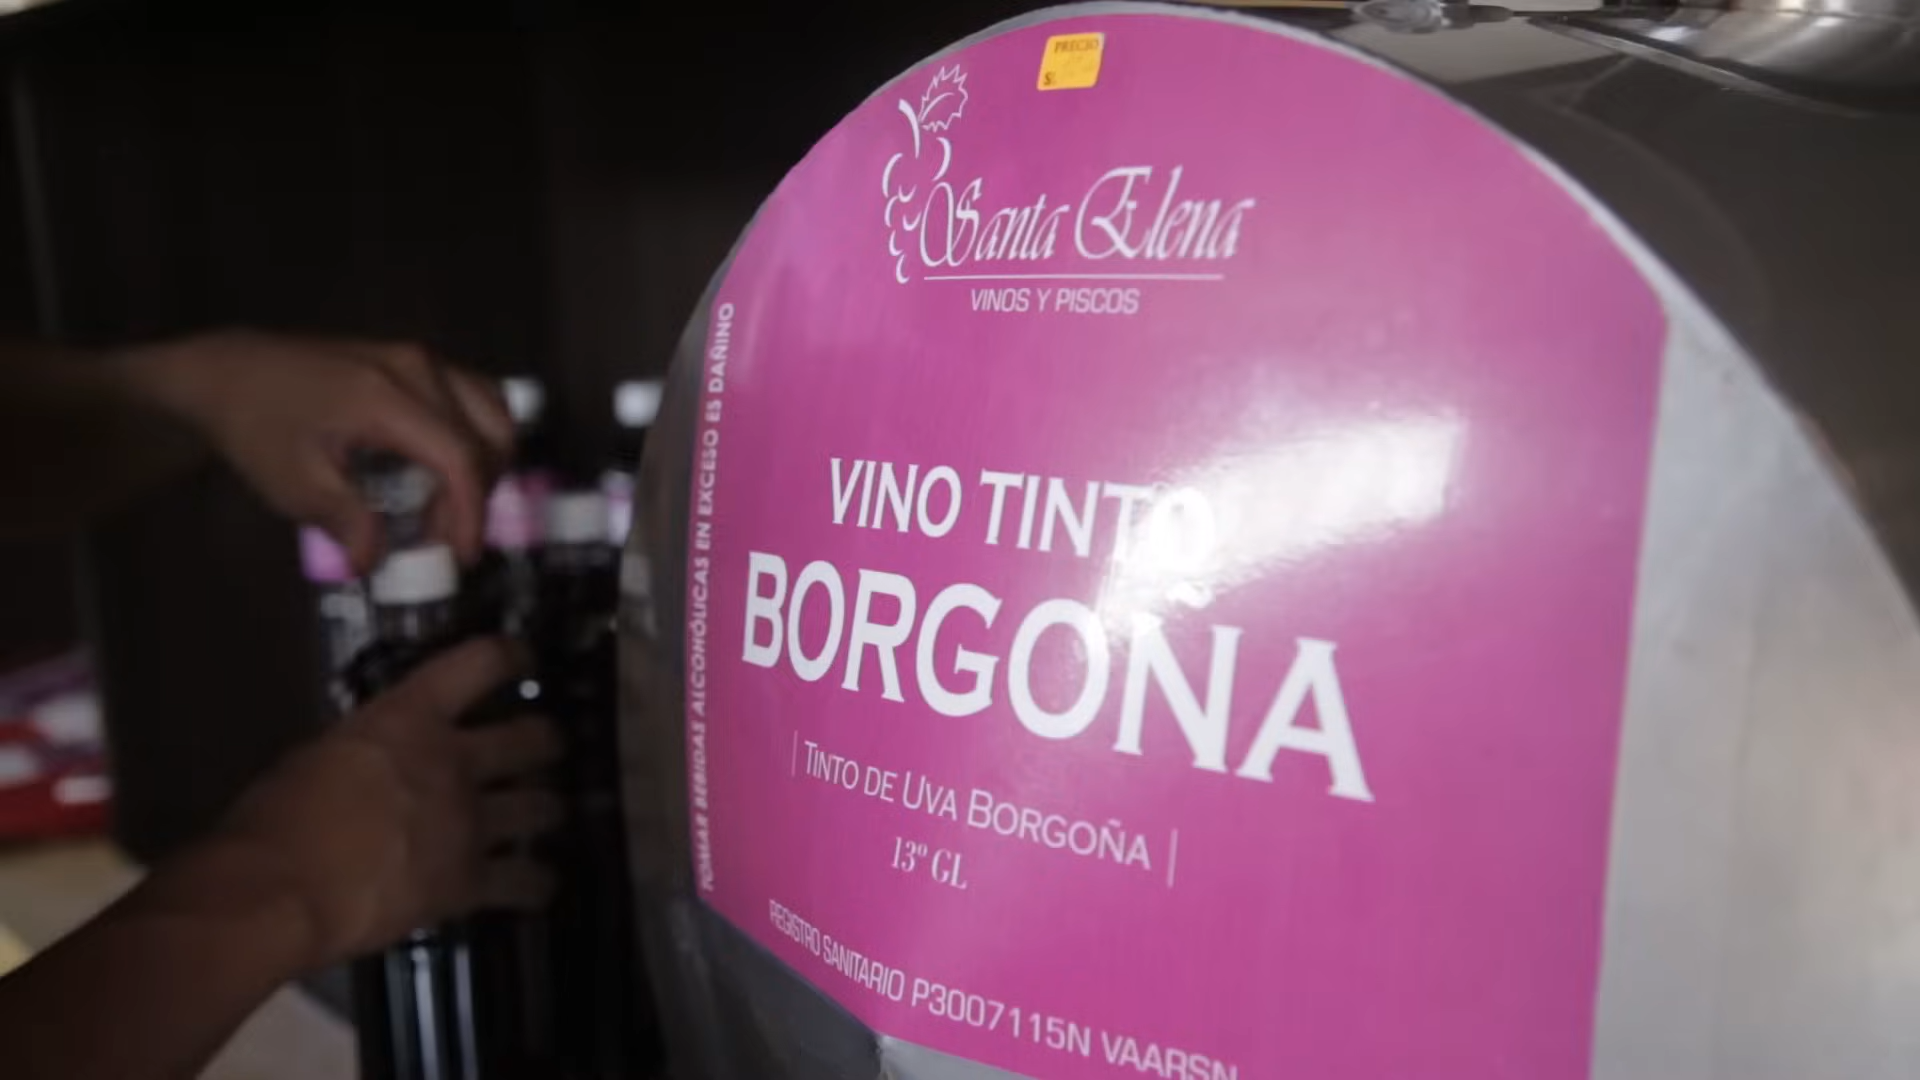 PRECIO
S/.
Santa Elena
VINOS Y PISCOS
TOMAR BEBIDAS ALCOHÓLICAS EN EXCESO ES DAÑINO
VINO TINTO
BORGOÑA
TINTO DE UVA BORGOÑA
13º GL
REGISTRO SANITARIO P3007115N VAARSN